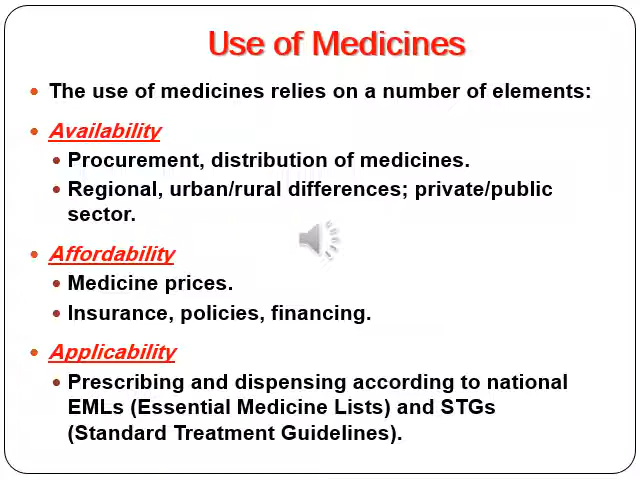 Use of Medicines
• The use of medicines relies on a number of elements:
• Availability
• Procurement, distribution of medicines.
• Regional, urban/rural differences; private/public
sector.
• Affordability
• Medicine prices.
• Insurance, policies, financing.
• Applicability
• Prescribing and dispensing according to national
EMLs (Essential Medicine Lists) and STGs
(Standard Treatment Guidelines).